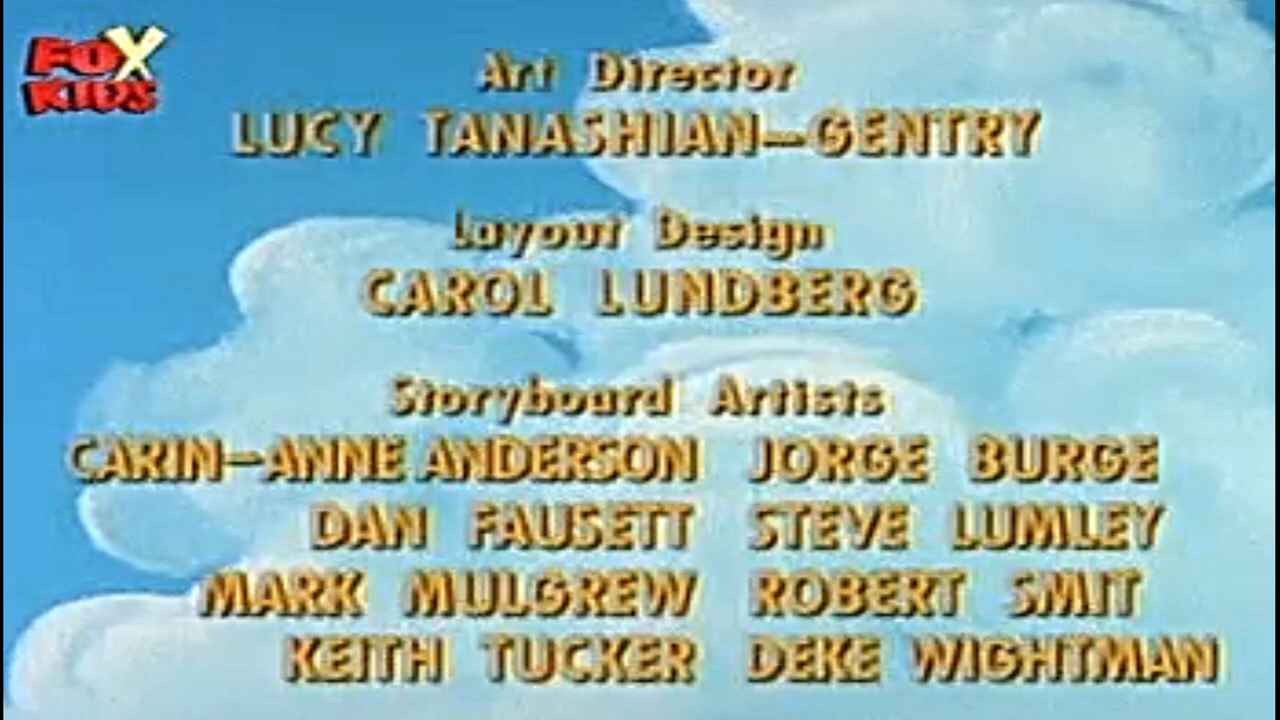 FOX
KIDS
Art Director
LUCY TANASHIAN-GENTRY
Layout Design
CAROL LUNDBERG
Storyboard Artists
CARIN-ANNE ANDERSON JORGE BURGE
DAN FAUSETT STEVE LUMLEY
MARK MULGREW ROBERT SMIT
KEITH TUCKER DEKE WIGHTMAN